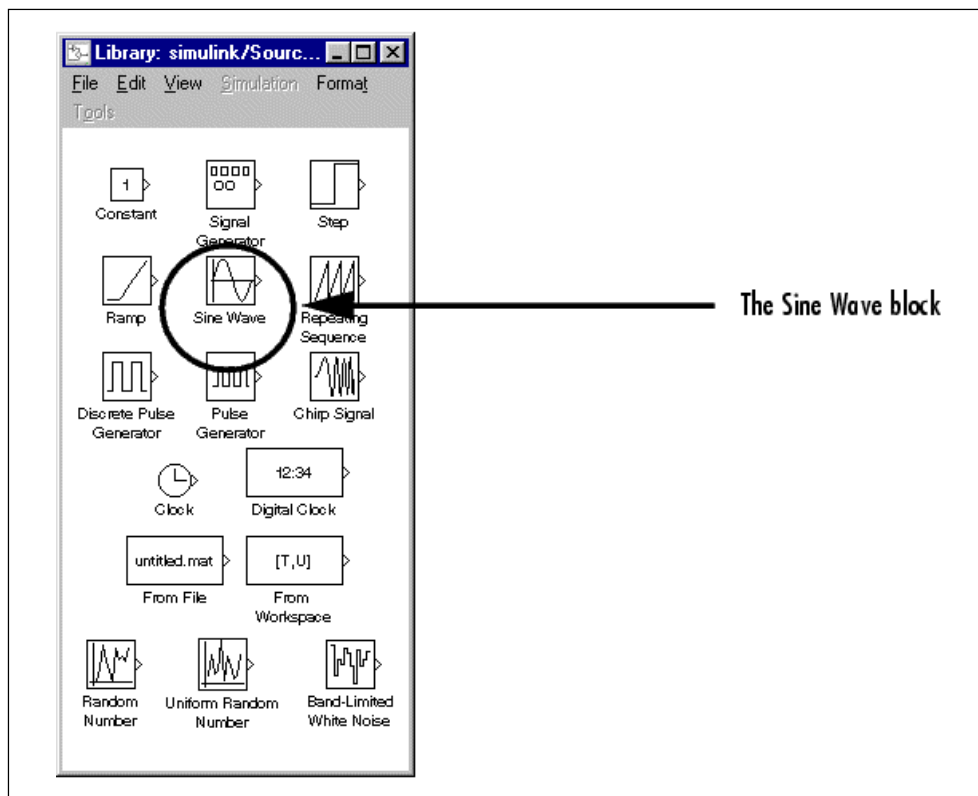 Library: simulink/Sourc...
File Edit View Simulation Format
Tools
1
Constant
Signal
Generator
Step
Ramp
Sine Wave
Repeating
Sequence
The Sine Wave block
Discrete Pulse
Generator
Pulse
Generator
Chirp Signal
Clock
12:34
Digital Clock
untitled.mat
From File
[T,U]
From
Workspace
Random
Number
Uniform Random
Number
Band-Limited
White Noise